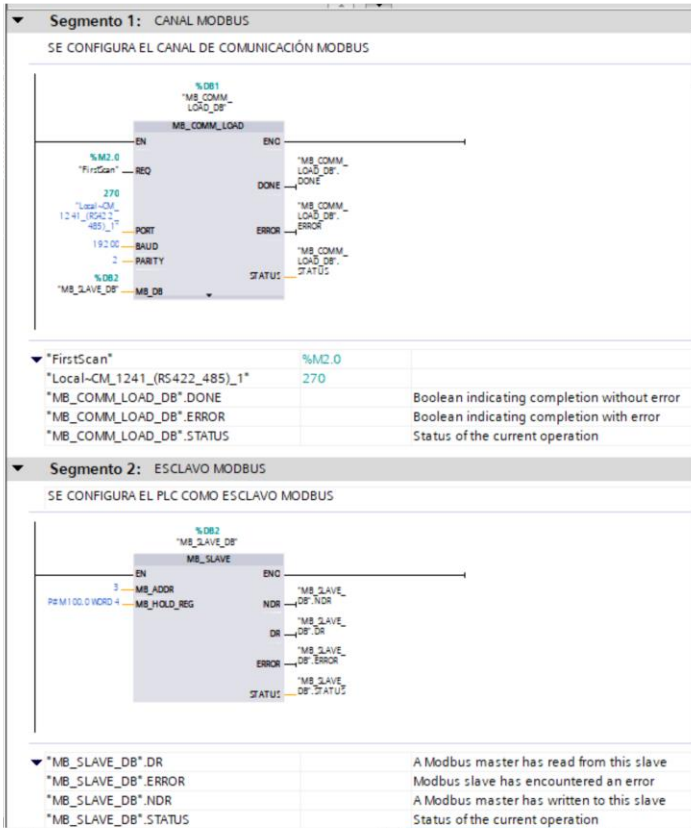 Segmento 1: CANAL MODBUS
SE CONFIGURA EL CANAL DE COMUNICACIÓN MODBUS
%DB1
"MB_COMM_
LOAD_DB"
MB_COMM_LOAD
EN ENO
%M2.0
"FirstScan" REQ
"MB_COMM_
LOAD_DB".
DONE DONE
270
"Local~CM_
1241_(RS422_
485)_1" PORT
"MB_COMM_
LOAD_DB".
ERROR ERROR
19200 BAUD
2 PARITY
"MB_COMM_
LOAD_DB".
STATUS STATUS
%DB2
"MB_SLAVE_DB" MB_DB
"FirstScan" %M2.0
"Local~CM_1241_(RS422_485)_1" 270
"MB_COMM_LOAD_DB".DONE Boolean indicating completion without error
"MB_COMM_LOAD_DB".ERROR Boolean indicating completion with error
"MB_COMM_LOAD_DB".STATUS Status of the current operation
Segmento 2: ESCLAVO MODBUS
SE CONFIGURA EL PLC COMO ESCLAVO MODBUS
%DB2
"MB_SLAVE_DB"
MB_SLAVE
EN ENO
3 MB_ADDR
P#M100.0 WORD 4 MB_HOLD_REG
"MB_SLAVE_
NDR DB".NDR
"MB_SLAVE_
DR DB".DR
"MB_SLAVE_
ERROR DB".ERROR
"MB_SLAVE_
STATUS DB".STATUS
"MB_SLAVE_DB".DR A Modbus master has read from this slave
"MB_SLAVE_DB".ERROR Modbus slave has encountered an error
"MB_SLAVE_DB".NDR A Modbus master has written to this slave
"MB_SLAVE_DB".STATUS Status of the current operation